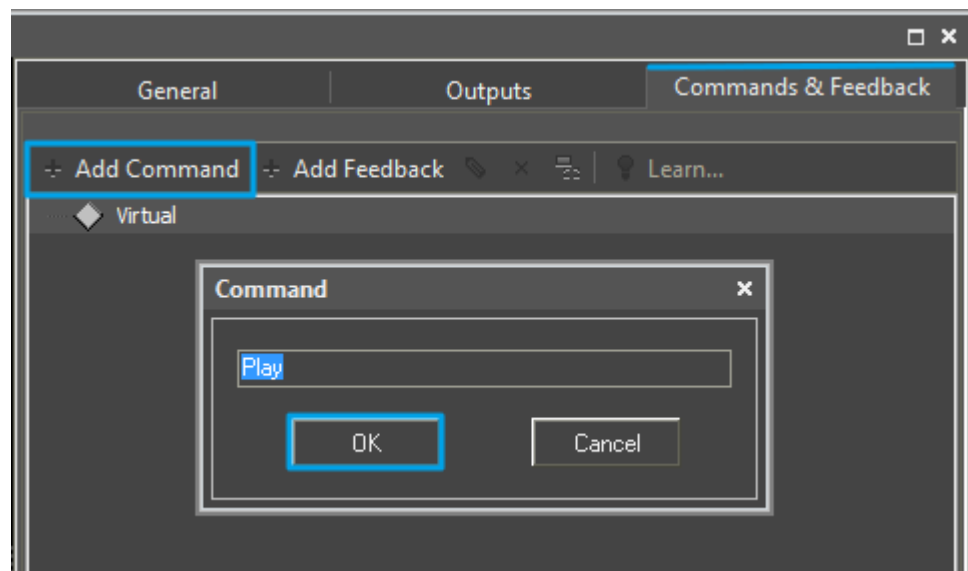 General Outputs Commands & Feedback
Add Command Add Feedback Learn...
Virtual
Command
Play
OK Cancel